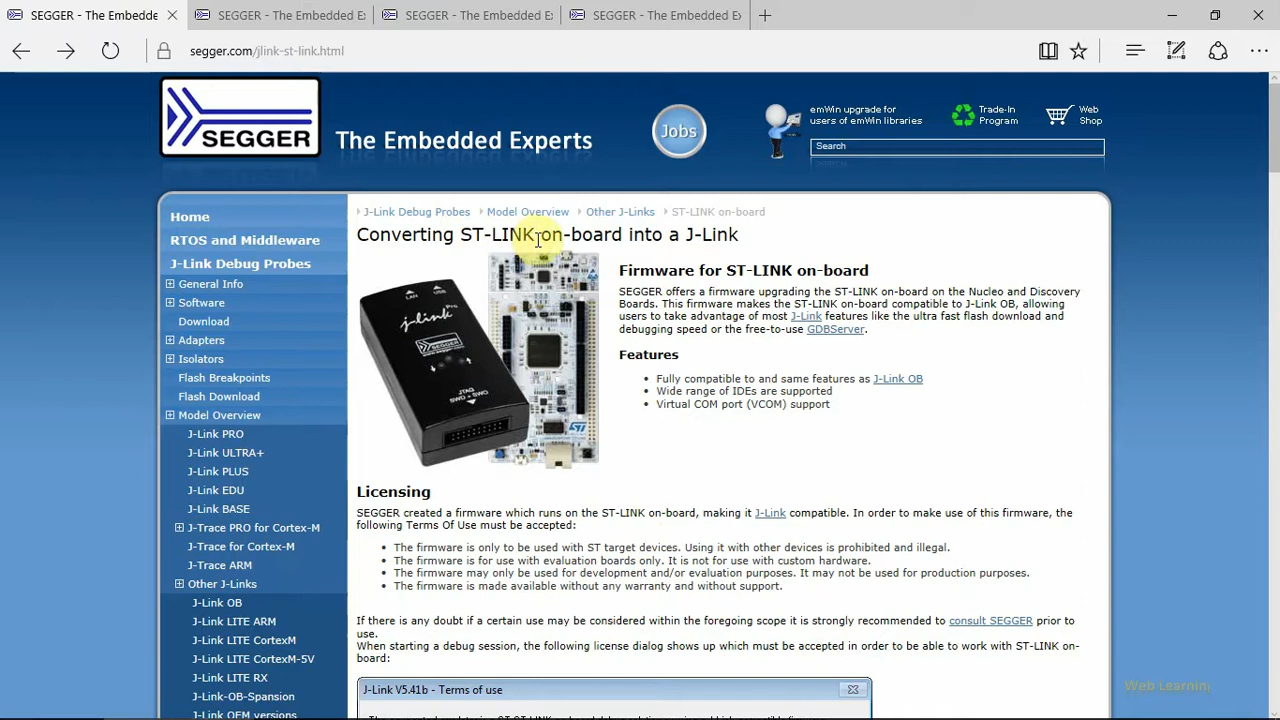 SEGGER - The Embedde
SEGGER - The Embedded Ex
SEGGER - The Embedded Ex
SEGGER - The Embedded Ex
segger.com/jlink-st-link.html
SEGGER
The Embedded Experts
Jobs
emWin upgrade for
users of emWin libraries
Trade-In
Program
Web
Shop
Search
Home
RTOS and Middleware
J-Link Debug Probes
General Info
Software
Download
Adapters
Isolators
Flash Breakpoints
Flash Download
Model Overview
J-Link PRO
J-Link ULTRA+
J-Link PLUS
J-Link EDU
J-Link BASE
J-Trace PRO for Cortex-M
J-Trace for Cortex-M
J-Trace ARM
Other J-Links
J-Link OB
J-Link LITE ARM
J-Link LITE CortexM
J-Link LITE CortexM-5V
J-Link LITE RX
J-Link-OB-Spansion
J-Link OEM versions
J-Link Debug Probes
Model Overview
Other J-Links
ST-LINK on-board
Converting ST-LINK on-board into a J-Link
LAN
USB
J-Link Pro
SEGGER
JTAG
SWD + SWO
ST
Firmware for ST-LINK on-board
SEGGER offers a firmware upgrading the ST-LINK on-board on the Nucleo and Discovery
Boards. This firmware makes the ST-LINK on-board compatible to J-Link OB, allowing
users to take advantage of most J-Link features like the ultra fast flash download and
debugging speed or the free-to-use GDBServer.
Features
Fully compatible to and same features as J-Link OB
Wide range of IDEs are supported
Virtual COM port (VCOM) support
Licensing
SEGGER created a firmware which runs on the ST-LINK on-board, making it J-Link compatible. In order to make use of this firmware, the
following Terms Of Use must be accepted:
The firmware is only to be used with ST target devices. Using it with other devices is prohibited and illegal.
The firmware is for use with evaluation boards only. It is not for use with custom hardware.
The firmware may only be used for development and/or evaluation purposes. It may not be used for production purposes.
The firmware is made available without any warranty and without support.
If there is any doubt if a certain use may be considered within the foregoing scope it is strongly recommended to consult SEGGER prior to
use.
When starting a debug session, the following license dialog shows up which must be accepted in order to be able to work with ST-LINK on-
board:
J-Link V5.41b - Terms of use
Web Learnin